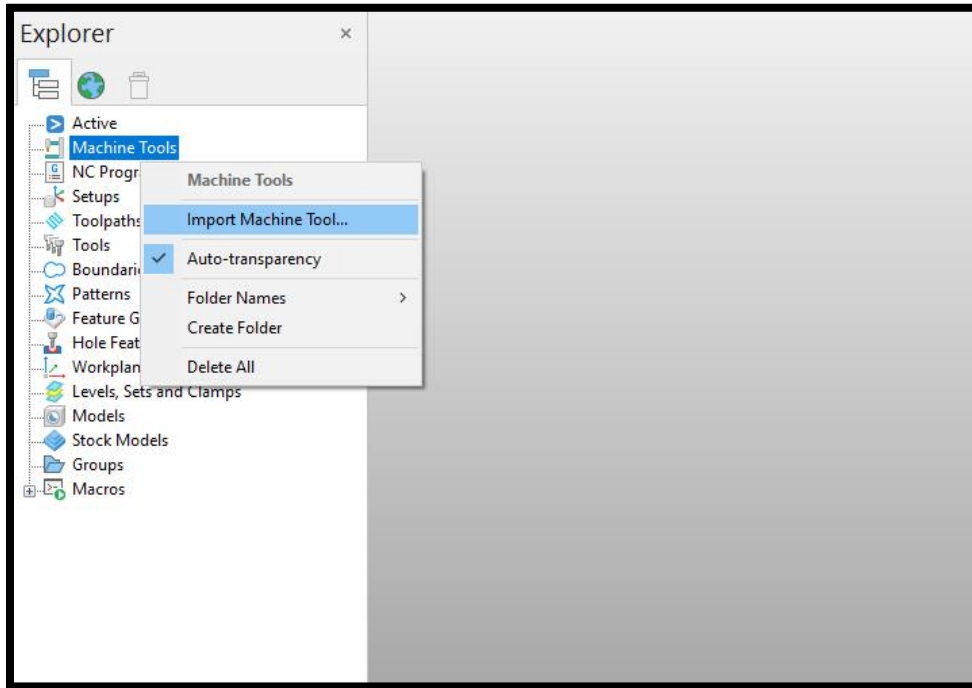 Explorer
Active
Machine Tools
NC Progr
Setups
Toolpaths
Tools
Boundari
Patterns
Feature G
Hole Feat
Workplan
Levels, Sets and Clamps
Models
Stock Models
Groups
Macros
Machine Tools
Import Machine Tool...
Auto-transparency
Folder Names
Create Folder
Delete All